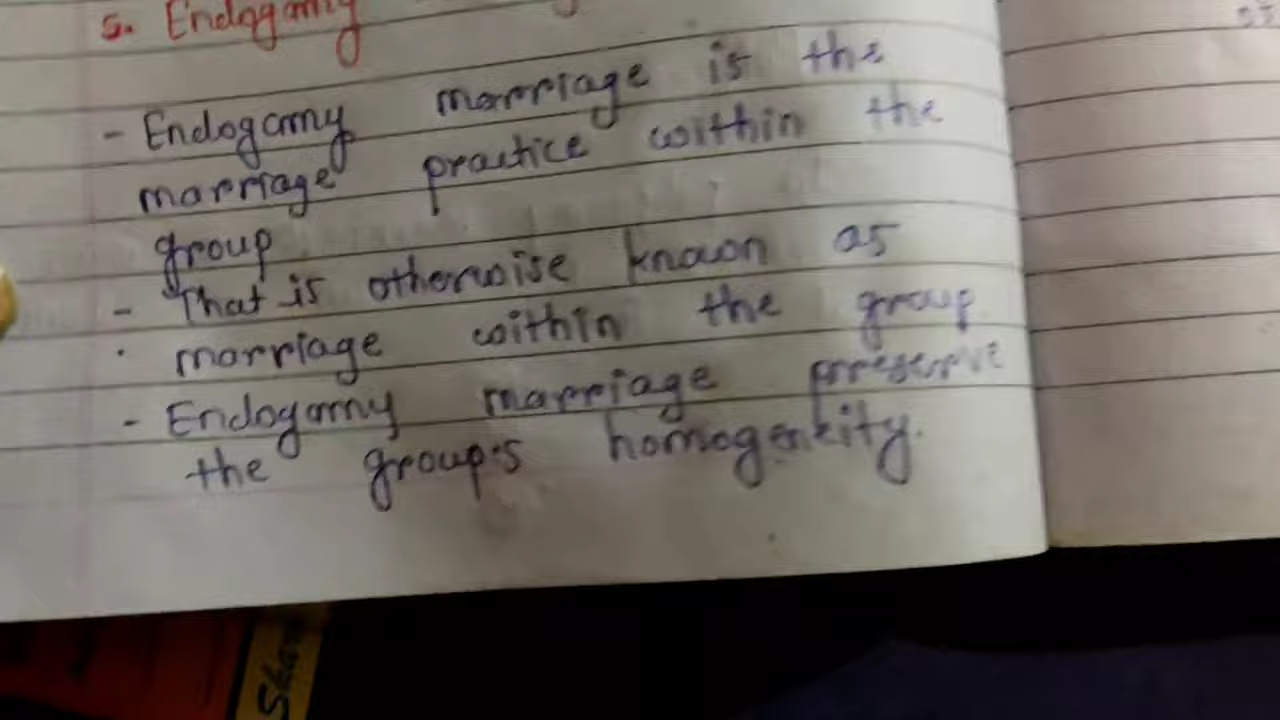 5. Endogamy
- Endogamy marriage is the
marriage practice within the
group
- That is otherwise known as
marriage within the group
- Endogamy marriage preserve
the group's homogeneity.